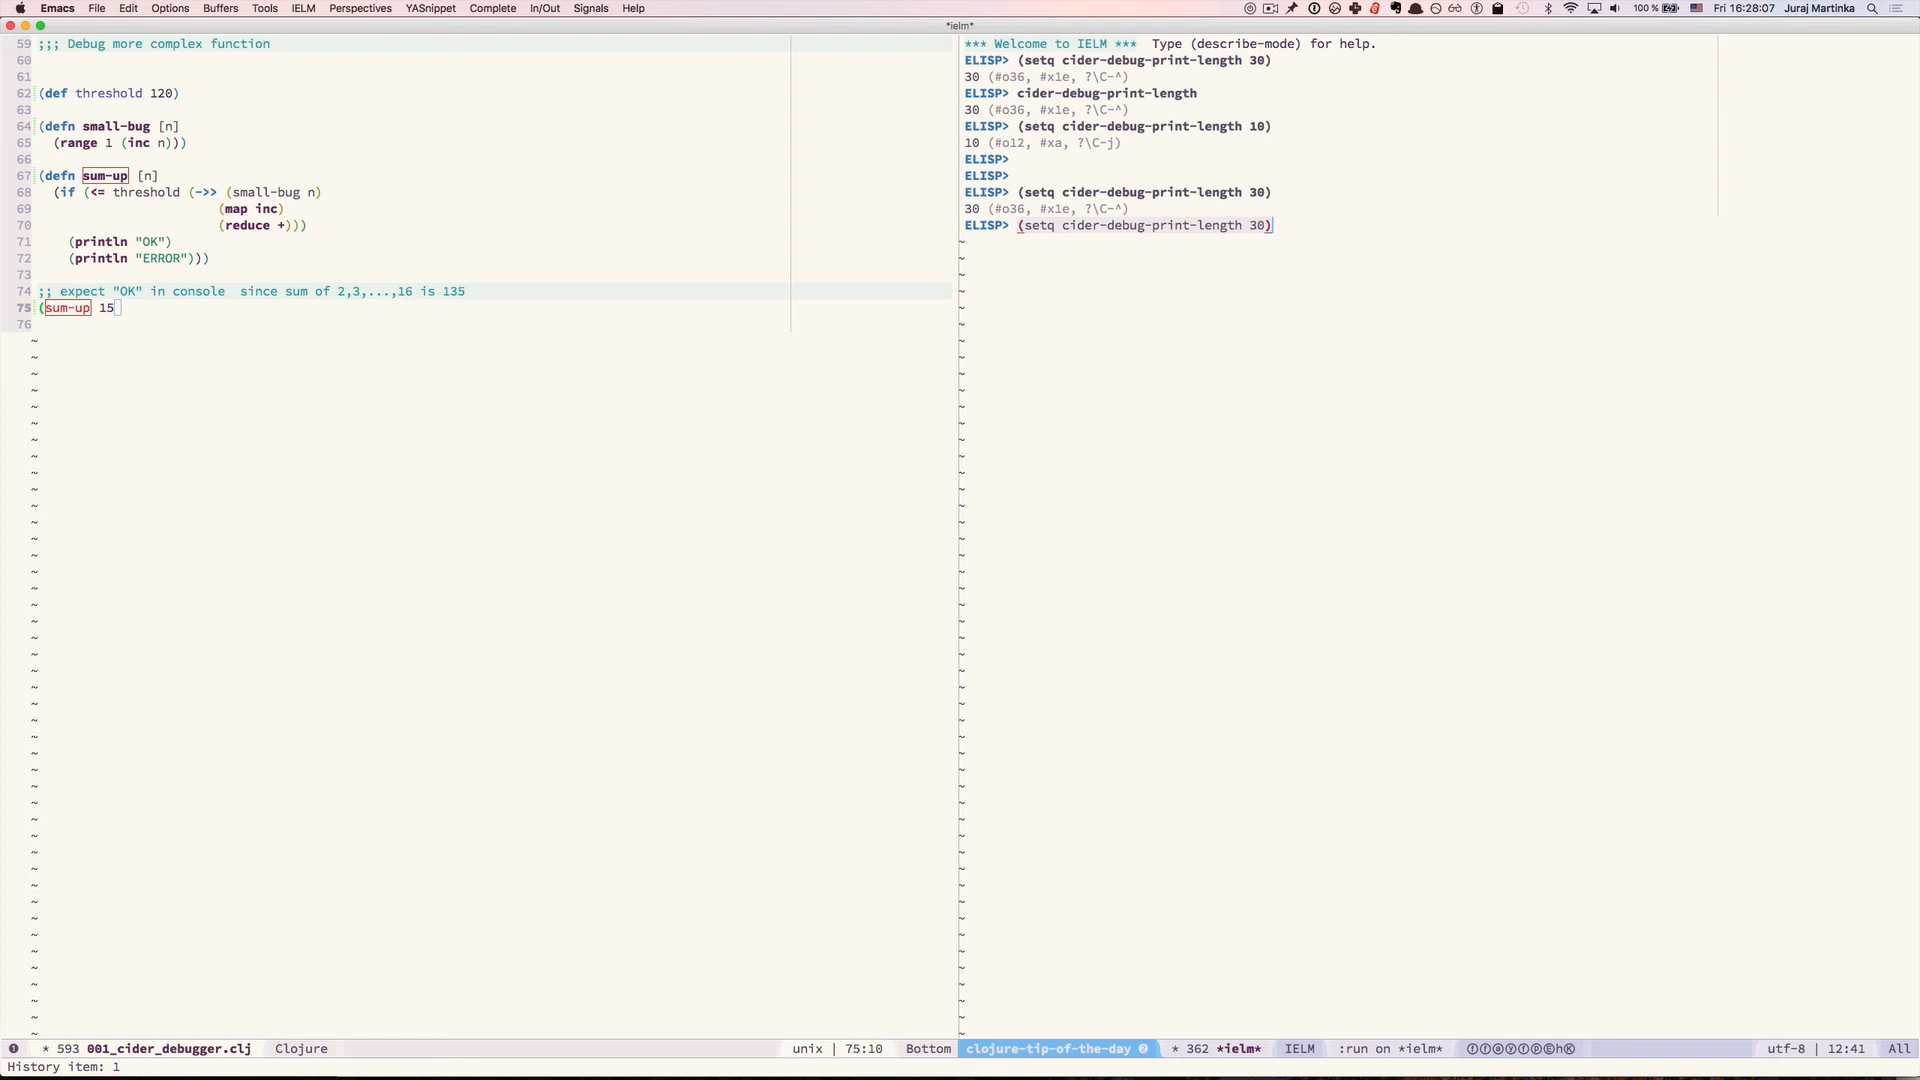 Emacs File Edit Options Buffers Tools IELM Perspectives YASnippet Complete In/Out Signals Help 100 % Fri 16:28:07 Juraj Martinka
*ielm*
59 ;;; Debug more complex function
60
61
62 (def threshold 120)
63
64 (defn small-bug [n]
65 (range 1 (inc n)))
66
67 (defn sum-up [n]
68 (if (<= threshold (->> (small-bug n)
69 (map inc)
70 (reduce +)))
71 (println "OK")
72 (println "ERROR")))
73
74 ;; expect "OK" in console  since sum of 2,3,...,16 is 135
75 (sum-up 15
76
*** Welcome to IELM ***  Type (describe-mode) for help.
ELISP> (setq cider-debug-print-length 30)
30 (#o36, #x1e, ?\C-^)
ELISP> cider-debug-print-length
30 (#o36, #x1e, ?\C-^)
ELISP> (setq cider-debug-print-length 10)
10 (#o12, #xa, ?\C-j)
ELISP>
ELISP>
ELISP> (setq cider-debug-print-length 30)
30 (#o36, #x1e, ?\C-^)
ELISP> (setq cider-debug-print-length 30)
1 * 593 001_cider_debugger.clj Clojure unix | 75:10 Bottom
clojure-tip-of-the-day 2 * 362 *ielm* IELM :run on *ielm* ⓕⓕⓐⓨⓕⓟⒺⓗⓀ utf-8 | 12:41 All
History item: 1